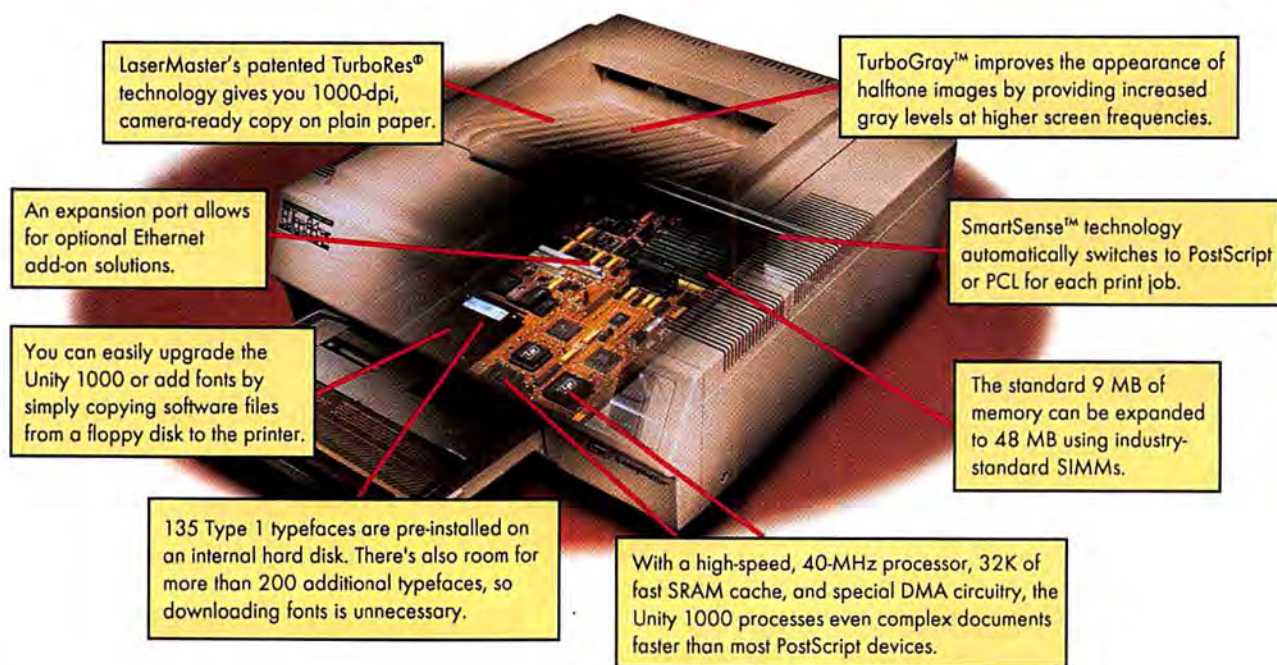 LaserMaster's patented TurboRes®
technology gives you 1000-dpi,
camera-ready copy on plain paper.
TurboGray™ improves the appearance of
halftone images by providing increased
gray levels at higher screen frequencies.
An expansion port allows
for optional Ethernet
add-on solutions.
SmartSense™ technology
automatically switches to PostScript
or PCL for each print job.
You can easily upgrade the
Unity 1000 or add fonts by
simply copying software files
from a floppy disk to the printer.
The standard 9 MB of
memory can be expanded
to 48 MB using industry-
standard SIMMs.
135 Type 1 typefaces are pre-installed on
an internal hard disk. There's also room for
more than 200 additional typefaces, so
downloading fonts is unnecessary.
With a high-speed, 40-MHz processor, 32K of
fast SRAM cache, and special DMA circuitry, the
Unity 1000 processes even complex documents
faster than most PostScript devices.